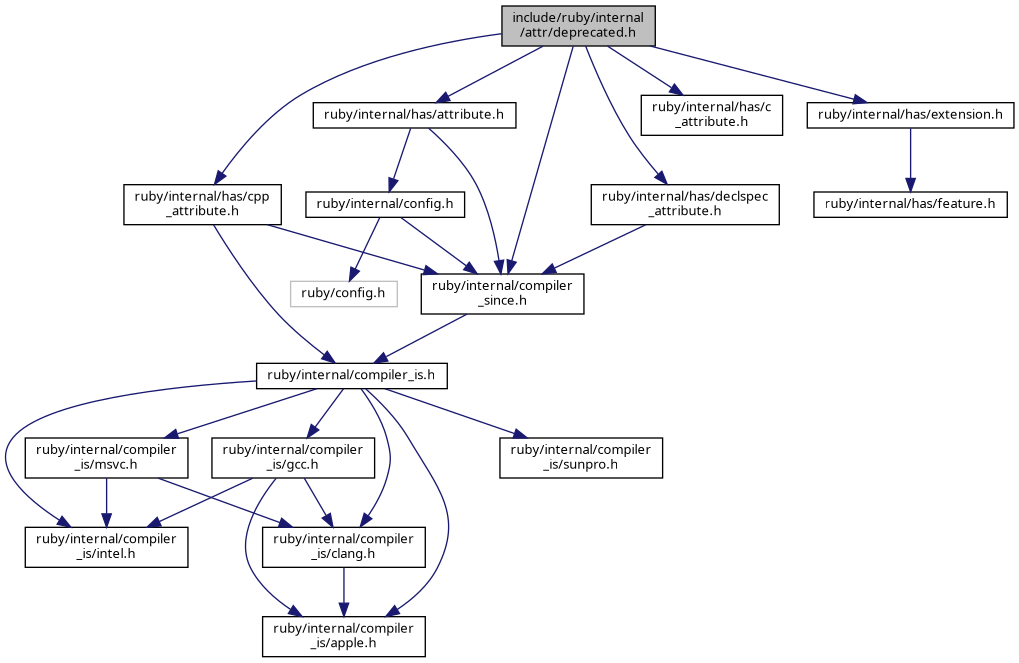 include/ruby/internal
/attr/deprecated.h
ruby/internal/has/attribute.h
ruby/internal/has/c
_attribute.h
ruby/internal/has/extension.h
ruby/internal/has/cpp
_attribute.h
ruby/internal/config.h
ruby/internal/has/declspec
_attribute.h
ruby/internal/has/feature.h
ruby/config.h
ruby/internal/compiler
_since.h
ruby/internal/compiler_is.h
ruby/internal/compiler
_is/msvc.h
ruby/internal/compiler
_is/gcc.h
ruby/internal/compiler
_is/sunpro.h
ruby/internal/compiler
_is/intel.h
ruby/internal/compiler
_is/clang.h
ruby/internal/compiler
_is/apple.h